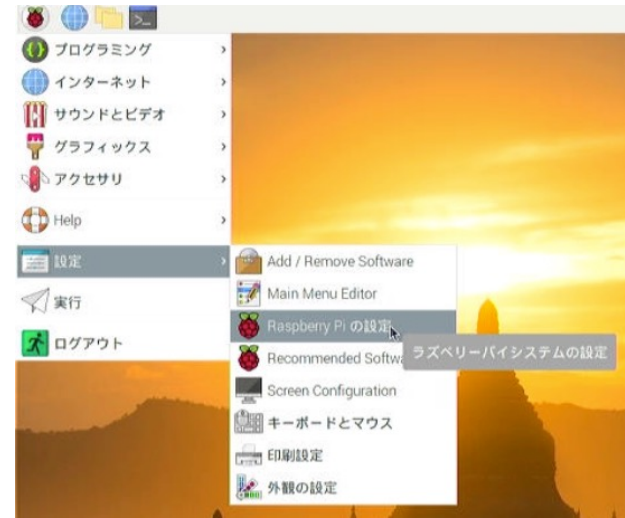 プログラミング
インターネット
サウンドとビデオ
グラフィックス
アクセサリ
Help
設定
実行
ログアウト
Add / Remove Software
Main Menu Editor
Raspberry Pi の設定
Recommended Softwa
ラズベリーパイシステムの設定
Screen Configuration
キーボードとマウス
印刷設定
外観の設定